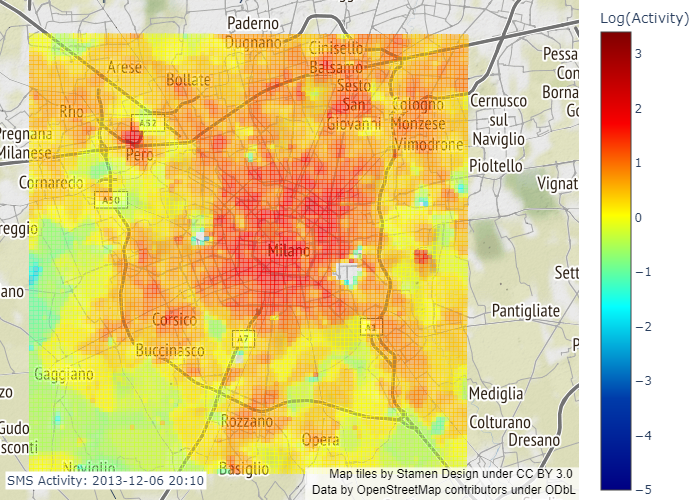 Log(Activity)
Paderno
Dugnano
Cinisello
Balsamo
Arese
Bollate
Sesto
San
Giovanni
Cologno
Monzese
Vimodrone
Pessa
Con
Borna
Go
Rho
A52
Cernusco
sul
Naviglio
Pregnana
Milanese
Pero
Pioltello
Cornaredo
A50
Vignat
reggio
Milano
Sett
ano
Pantigliate
Corsico
A1
A7
Buccinasco
P
Gaggiano
zo
Mediglia
Rozzano
Colturano
Gudo
sconti
Opera
Dresano
Noviglio
Basiglio
SMS Activity: 2013-12-06 20:10
Map tiles by Stamen Design under CC BY 3.0
Data by OpenStreetMap contributors under ODbL
3
2
1
0
−1
−2
−3
−4
−5